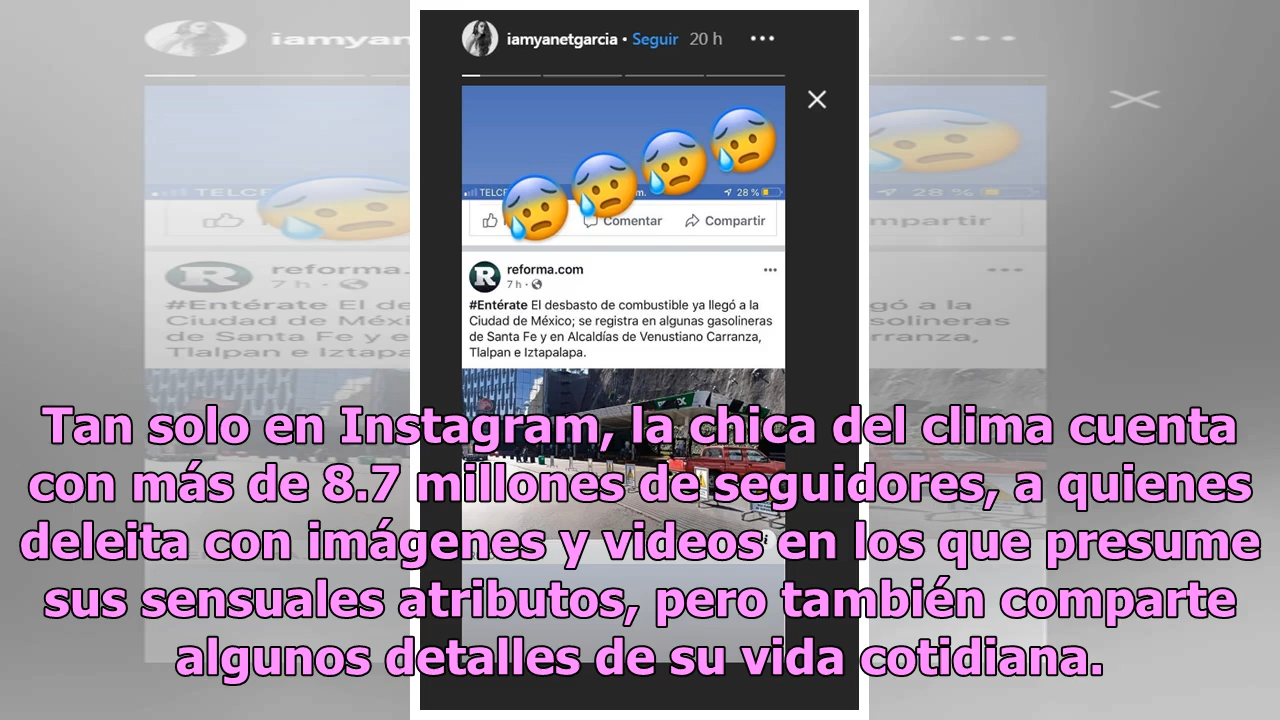 iamyanetgarcia • Seguir 20 h •••
TELC m. 28 %
Comentar Compartir
reforma.com •••
7 h •
#Entérate El desbasto de combustible ya llegó a la
Ciudad de México; se registra en algunas gasolineras
de Santa Fe y en Alcaldías de Venustiano Carranza,
Tlalpan e Iztapalapa.
Tan solo en Instagram, la chica del clima cuenta
con más de 8.7 millones de seguidores, a quienes
deleita con imágenes y videos en los que presume
sus sensuales atributos, pero también comparte
algunos detalles de su vida cotidiana.